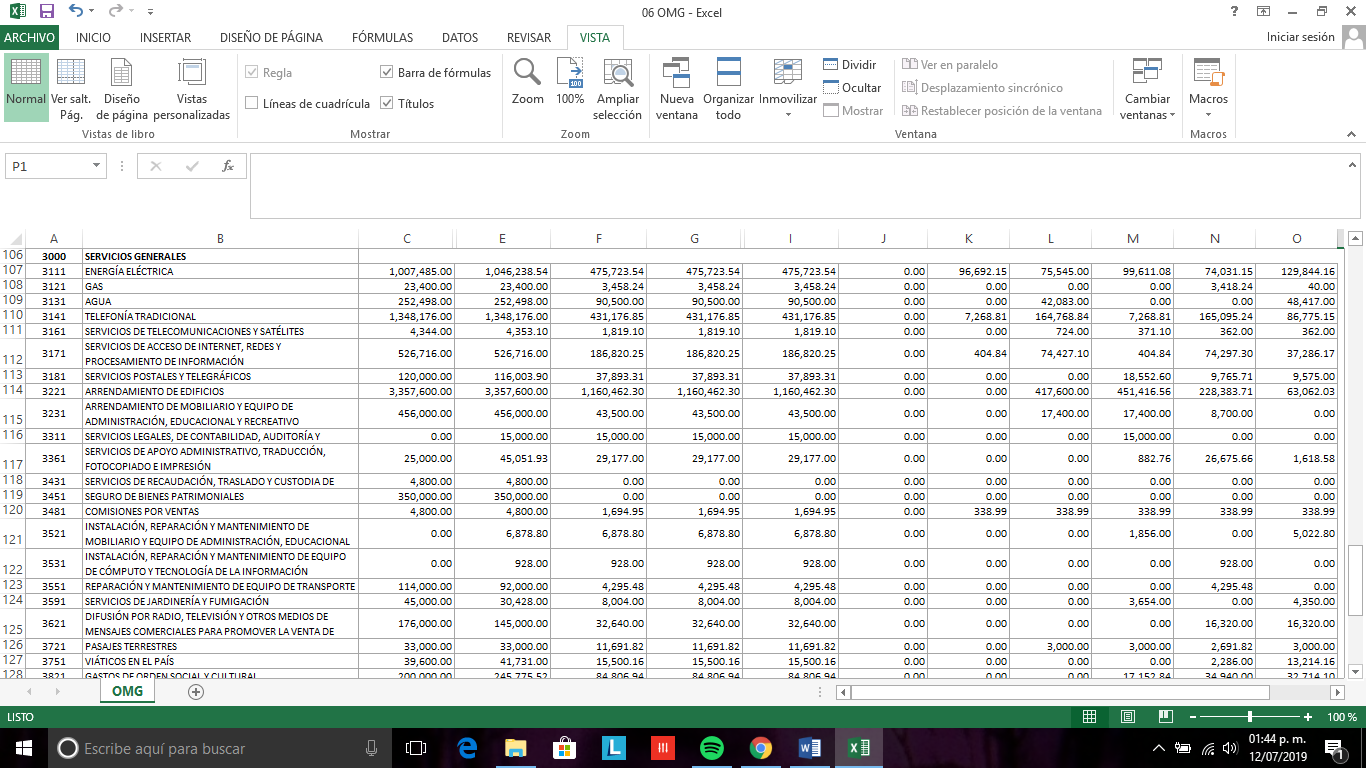 06 OMG - Excel
ARCHIVO INICIO INSERTAR DISEÑO DE PÁGINA FÓRMULAS DATOS REVISAR VISTA Iniciar sesión
Normal Ver salt. Pág. Diseño de página Vistas personalizadas
Vistas de libro
Regla Barra de fórmulas
Líneas de cuadrícula Títulos
Mostrar
Zoom 100% Ampliar selección
Zoom
Nueva ventana Organizar todo Inmovilizar
Dividir Ver en paralelo
Ocultar Desplazamiento sincrónico
Mostrar Restablecer posición de la ventana
Cambiar ventanas
Ventana
Macros
Macros
P1 fx
A B C E F G I J K L M N O
106 3000 SERVICIOS GENERALES
107 3111 ENERGÍA ELÉCTRICA 1,007,485.00 1,046,238.54 475,723.54 475,723.54 475,723.54 0.00 96,692.15 75,545.00 99,611.08 74,031.15 129,844.16
108 3121 GAS 23,400.00 23,400.00 3,458.24 3,458.24 3,458.24 0.00 0.00 0.00 0.00 3,418.24 40.00
109 3131 AGUA 252,498.00 252,498.00 90,500.00 90,500.00 90,500.00 0.00 0.00 42,083.00 0.00 0.00 48,417.00
110 3141 TELEFONÍA TRADICIONAL 1,348,176.00 1,348,176.00 431,176.85 431,176.85 431,176.85 0.00 7,268.81 164,768.84 7,268.81 165,095.24 86,775.15
111 3161 SERVICIOS DE TELECOMUNICACIONES Y SATÉLITES 4,344.00 4,353.10 1,819.10 1,819.10 1,819.10 0.00 0.00 724.00 371.10 362.00 362.00
112 3171 SERVICIOS DE ACCESO DE INTERNET, REDES Y
PROCESAMIENTO DE INFORMACIÓN 526,716.00 526,716.00 186,820.25 186,820.25 186,820.25 0.00 404.84 74,427.10 404.84 74,297.30 37,286.17
113 3181 SERVICIOS POSTALES Y TELEGRÁFICOS 120,000.00 116,003.90 37,893.31 37,893.31 37,893.31 0.00 0.00 0.00 18,552.60 9,765.71 9,575.00
114 3221 ARRENDAMIENTO DE EDIFICIOS 3,357,600.00 3,357,600.00 1,160,462.30 1,160,462.30 1,160,462.30 0.00 0.00 417,600.00 451,416.56 228,383.71 63,062.03
115 3231 ARRENDAMIENTO DE MOBILIARIO Y EQUIPO DE
ADMINISTRACIÓN, EDUCACIONAL Y RECREATIVO 456,000.00 456,000.00 43,500.00 43,500.00 43,500.00 0.00 0.00 17,400.00 17,400.00 8,700.00 0.00
116 3311 SERVICIOS LEGALES, DE CONTABILIDAD, AUDITORÍA Y 0.00 15,000.00 15,000.00 15,000.00 15,000.00 0.00 0.00 0.00 15,000.00 0.00 0.00
117 3361 SERVICIOS DE APOYO ADMINISTRATIVO, TRADUCCIÓN,
FOTOCOPIADO E IMPRESIÓN 25,000.00 45,051.93 29,177.00 29,177.00 29,177.00 0.00 0.00 0.00 882.76 26,675.66 1,618.58
118 3431 SERVICIOS DE RECAUDACIÓN, TRASLADO Y CUSTODIA DE 4,800.00 4,800.00 0.00 0.00 0.00 0.00 0.00 0.00 0.00 0.00 0.00
119 3451 SEGURO DE BIENES PATRIMONIALES 350,000.00 350,000.00 0.00 0.00 0.00 0.00 0.00 0.00 0.00 0.00 0.00
120 3481 COMISIONES POR VENTAS 4,800.00 4,800.00 1,694.95 1,694.95 1,694.95 0.00 338.99 338.99 338.99 338.99 338.99
121 3521 INSTALACIÓN, REPARACIÓN Y MANTENIMIENTO DE
MOBILIARIO Y EQUIPO DE ADMINISTRACIÓN, EDUCACIONAL 0.00 6,878.80 6,878.80 6,878.80 6,878.80 0.00 0.00 0.00 1,856.00 0.00 5,022.80
122 3531 INSTALACIÓN, REPARACIÓN Y MANTENIMIENTO DE EQUIPO
DE CÓMPUTO Y TECNOLOGÍA DE LA INFORMACIÓN 0.00 928.00 928.00 928.00 928.00 0.00 0.00 0.00 0.00 928.00 0.00
123 3551 REPARACIÓN Y MANTENIMIENTO DE EQUIPO DE TRANSPORTE 114,000.00 92,000.00 4,295.48 4,295.48 4,295.48 0.00 0.00 0.00 0.00 4,295.48 0.00
124 3591 SERVICIOS DE JARDINERÍA Y FUMIGACIÓN 45,000.00 30,428.00 8,004.00 8,004.00 8,004.00 0.00 0.00 0.00 3,654.00 0.00 4,350.00
125 3621 DIFUSIÓN POR RADIO, TELEVISIÓN Y OTROS MEDIOS DE
MENSAJES COMERCIALES PARA PROMOVER LA VENTA DE 176,000.00 145,000.00 32,640.00 32,640.00 32,640.00 0.00 0.00 0.00 0.00 16,320.00 16,320.00
126 3721 PASAJES TERRESTRES 33,000.00 33,000.00 11,691.82 11,691.82 11,691.82 0.00 0.00 3,000.00 3,000.00 2,691.82 3,000.00
127 3751 VIÁTICOS EN EL PAÍS 39,600.00 41,731.00 15,500.16 15,500.16 15,500.16 0.00 0.00 0.00 0.00 2,286.00 13,214.16
128 3821 GASTOS DE ORDEN SOCIAL Y CULTURAL 200,000.00 245,775.52 84,806.94 84,806.94 84,806.94 0.00 0.00 0.00 17,152.84 34,940.00 32,714.10
OMG
LISTO 100 %
Escribe aquí para buscar
01:44 p. m.
12/07/2019
1